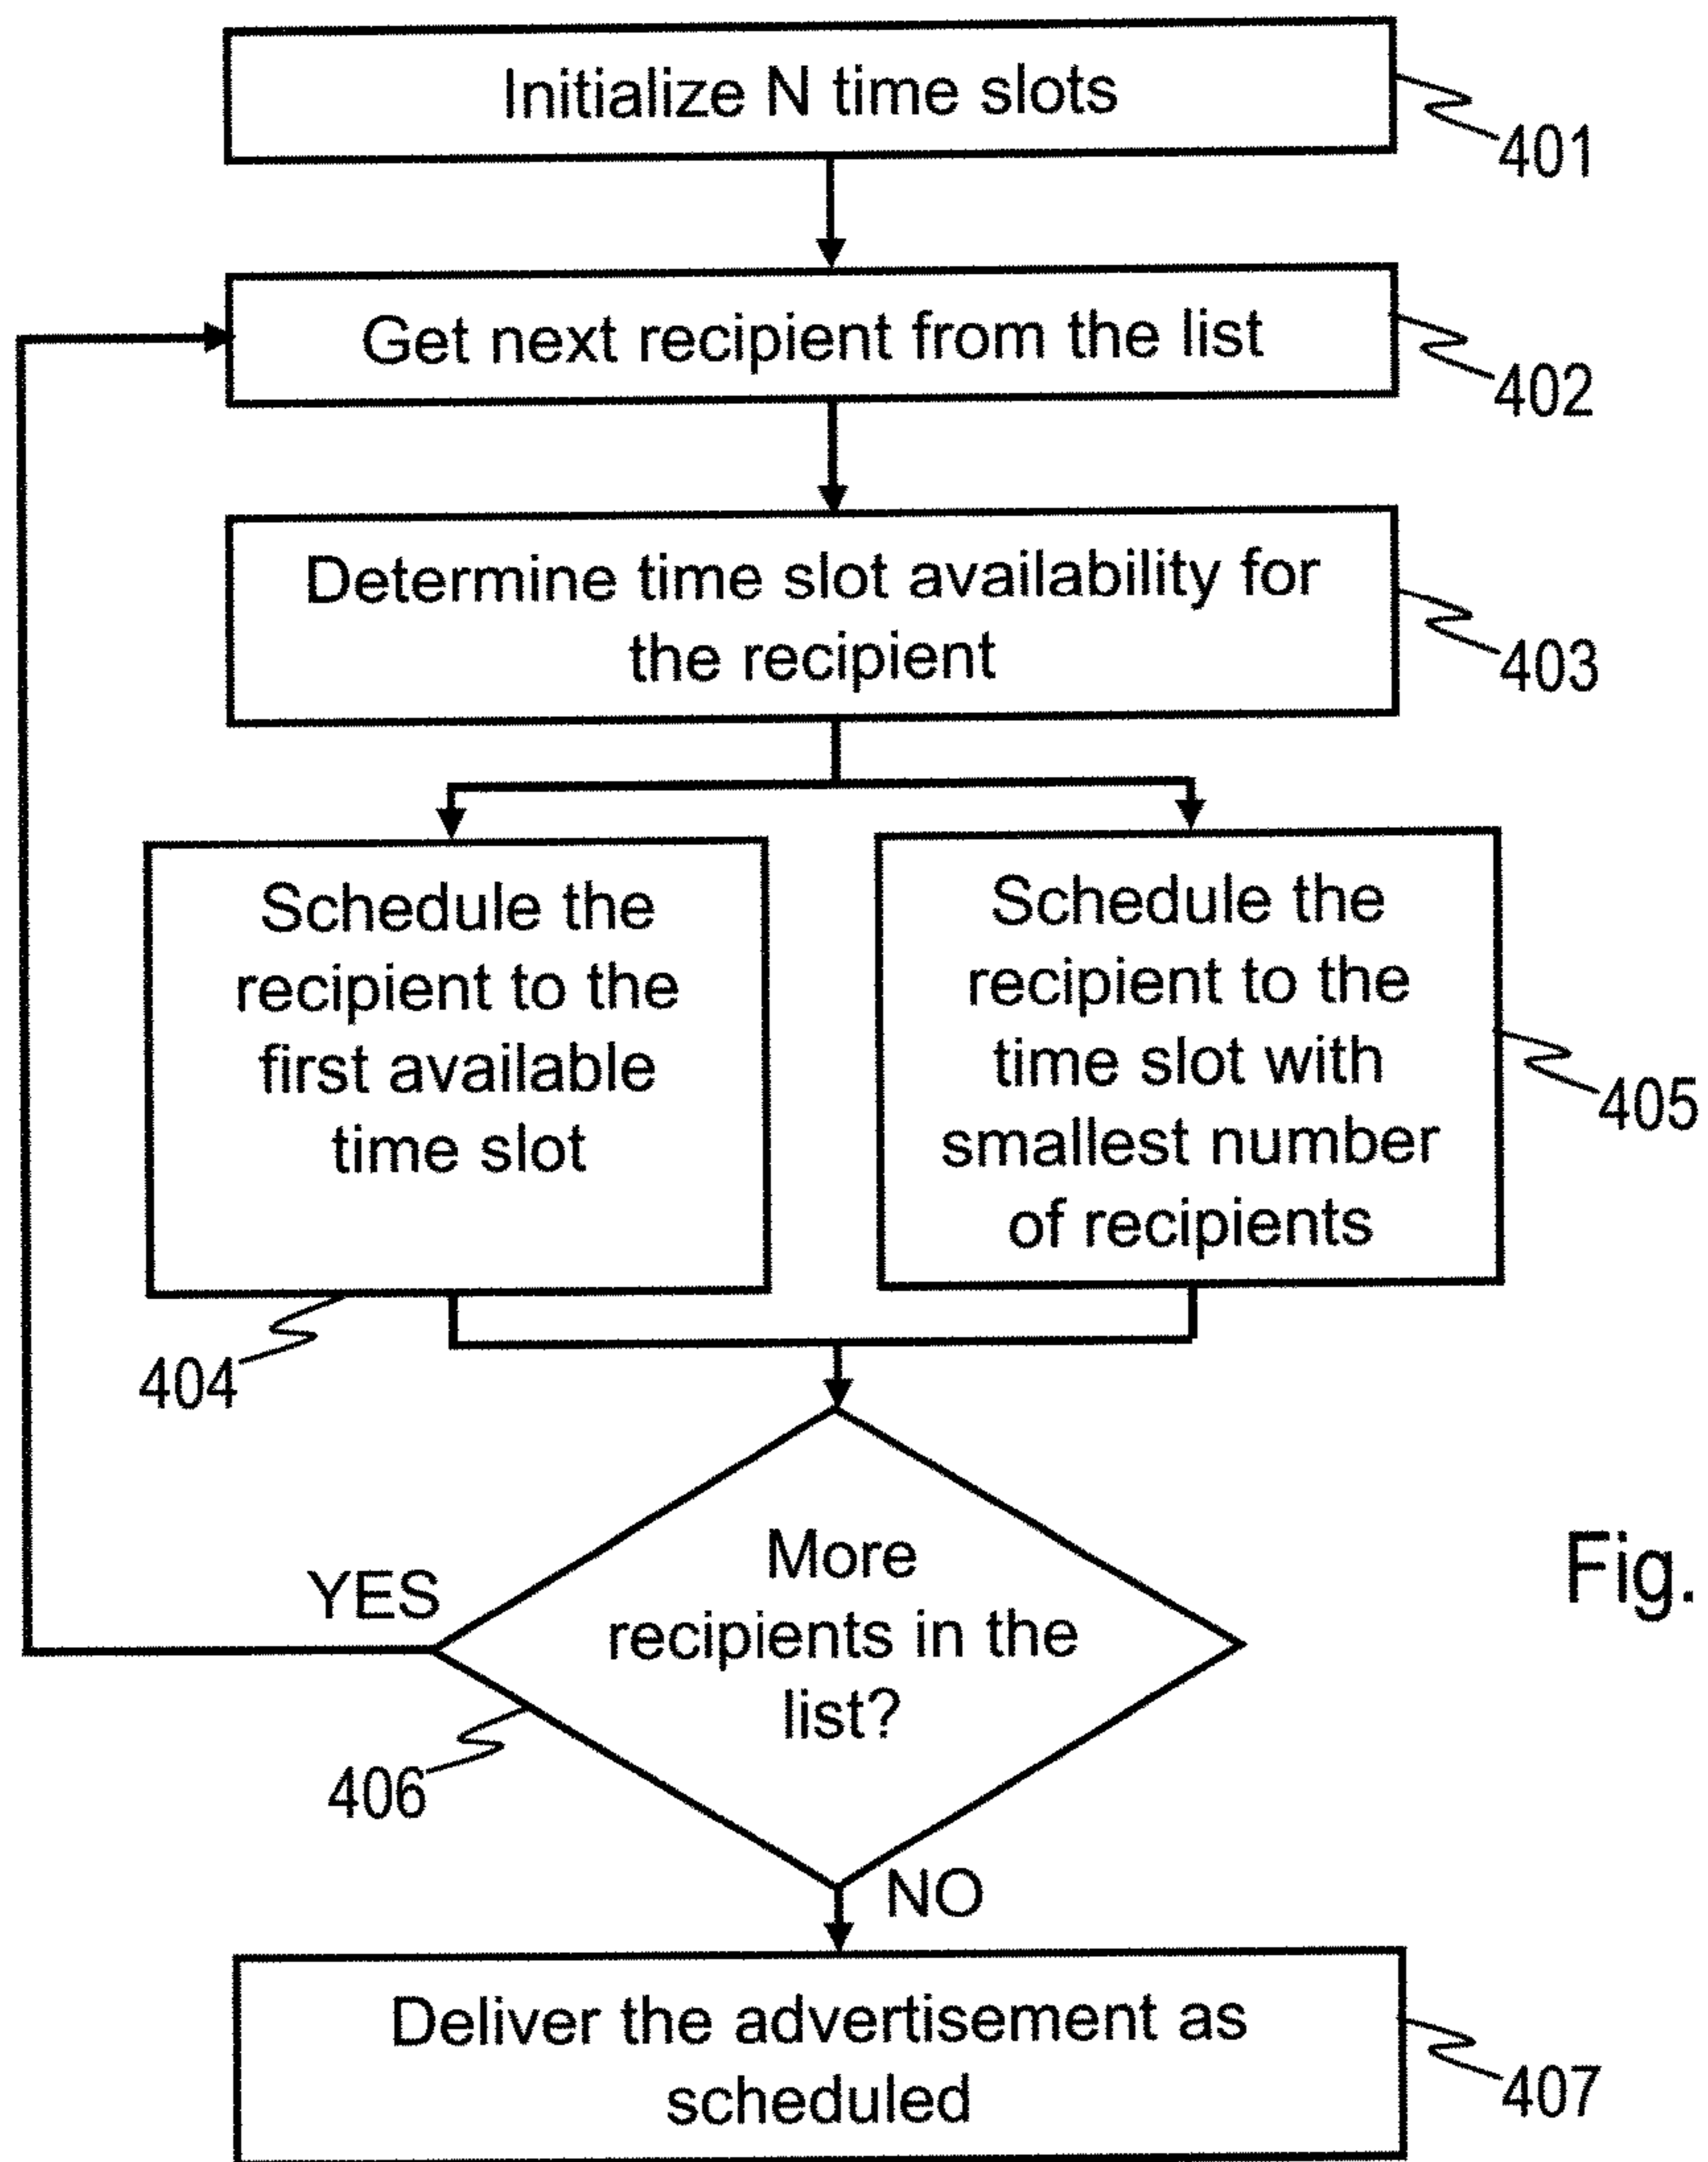 Initialize N time slots
401
Get next recipient from the list
402
Determine time slot availability for
the recipient
403
Schedule the
recipient to the
first available
time slot
404
Schedule the
recipient to the
time slot with
smallest number
of recipients
405
More
recipients in the
list?
406
YES
NO
Fig.
Deliver the advertisement as
scheduled
407